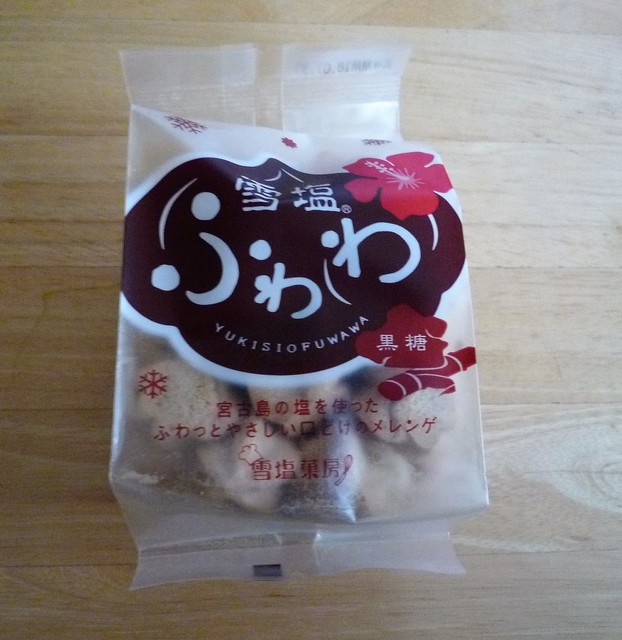 雪塩®
ふわわ
YUKISIOFUWAWA
黒糖
宮古島の塩を使った
ふわっとやさしい口どけのメレンゲ
雪塩菓房